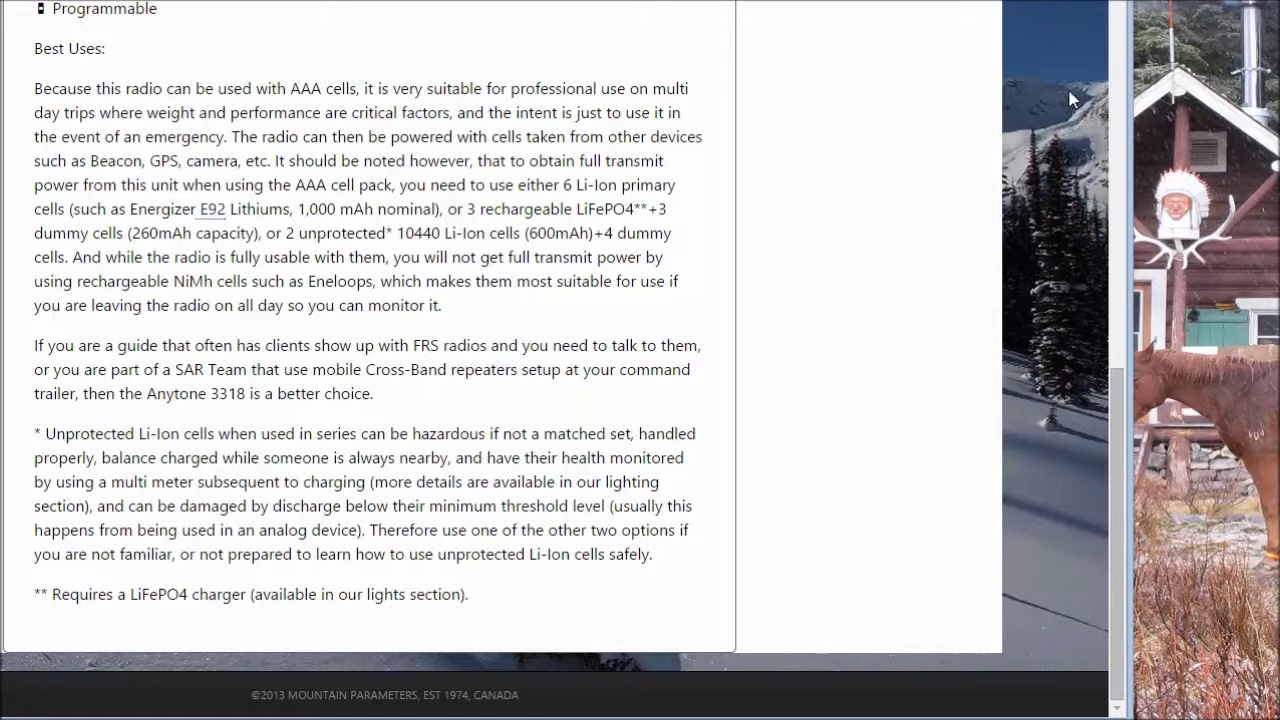 Programmable
Best Uses:
Because this radio can be used with AAA cells, it is very suitable for professional use on multi
day trips where weight and performance are critical factors, and the intent is just to use it in
the event of an emergency. The radio can then be powered with cells taken from other devices
such as Beacon, GPS, camera, etc. It should be noted however, that to obtain full transmit
power from this unit when using the AAA cell pack, you need to use either 6 Li-Ion primary
cells (such as Energizer E92 Lithiums, 1,000 mAh nominal), or 3 rechargeable LiFePO4**+3
dummy cells (260mAh capacity), or 2 unprotected* 10440 Li-Ion cells (600mAh)+4 dummy
cells. And while the radio is fully usable with them, you will not get full transmit power by
using rechargeable NiMh cells such as Eneloops, which makes them most suitable for use if
you are leaving the radio on all day so you can monitor it.
If you are a guide that often has clients show up with FRS radios and you need to talk to them,
or you are part of a SAR Team that use mobile Cross-Band repeaters setup at your command
trailer, then the Anytone 3318 is a better choice.
* Unprotected Li-Ion cells when used in series can be hazardous if not a matched set, handled
properly, balance charged while someone is always nearby, and have their health monitored
by using a multi meter subsequent to charging (more details are available in our lighting
section), and can be damaged by discharge below their minimum threshold level (usually this
happens from being used in an analog device). Therefore use one of the other two options if
you are not familiar, or not prepared to learn how to use unprotected Li-Ion cells safely.
** Requires a LiFePO4 charger (available in our lights section).
©2013 MOUNTAIN PARAMETERS, EST 1974, CANADA